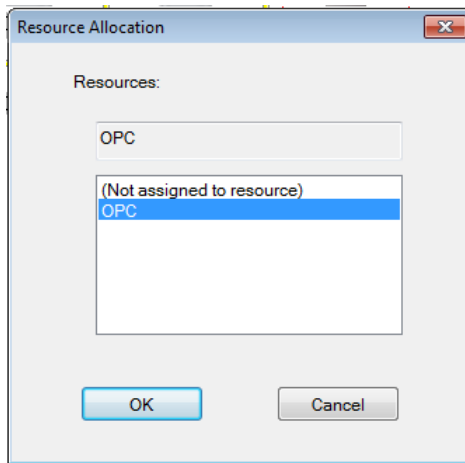 Resource Allocation
Resources:
OPC
(Not assigned to resource)
OPC
OK
Cancel